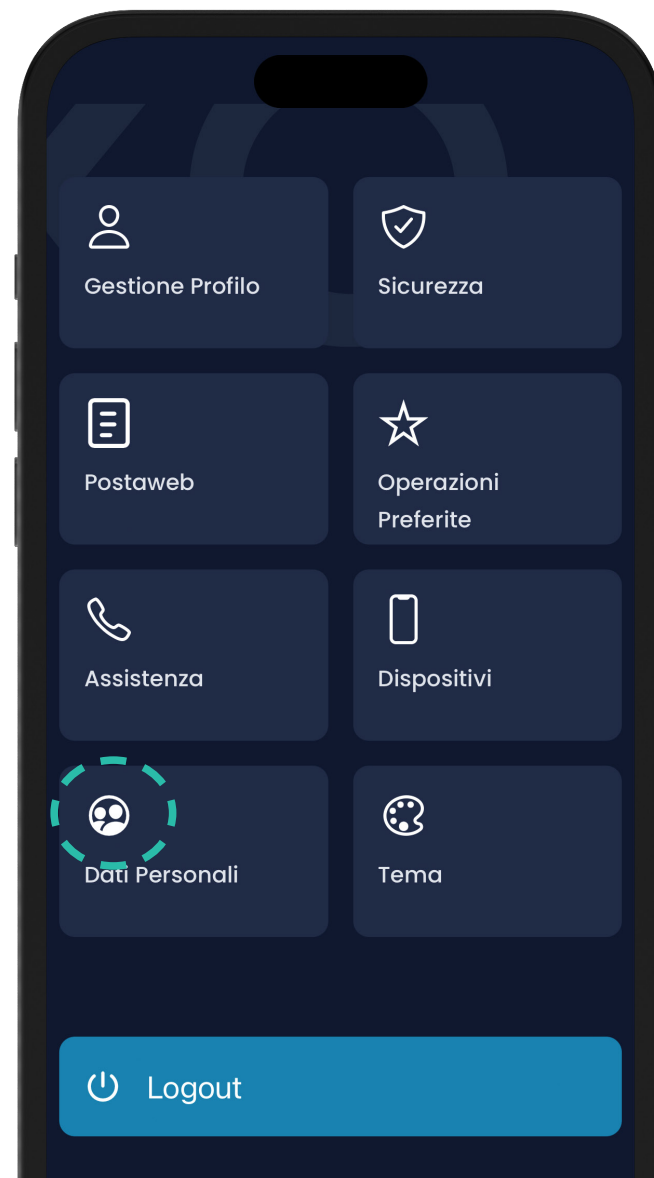 Gestione Profilo
Sicurezza
Postaweb
Operazioni
Preferite
Assistenza
Dispositivi
Dati Personali
Tema
Logout